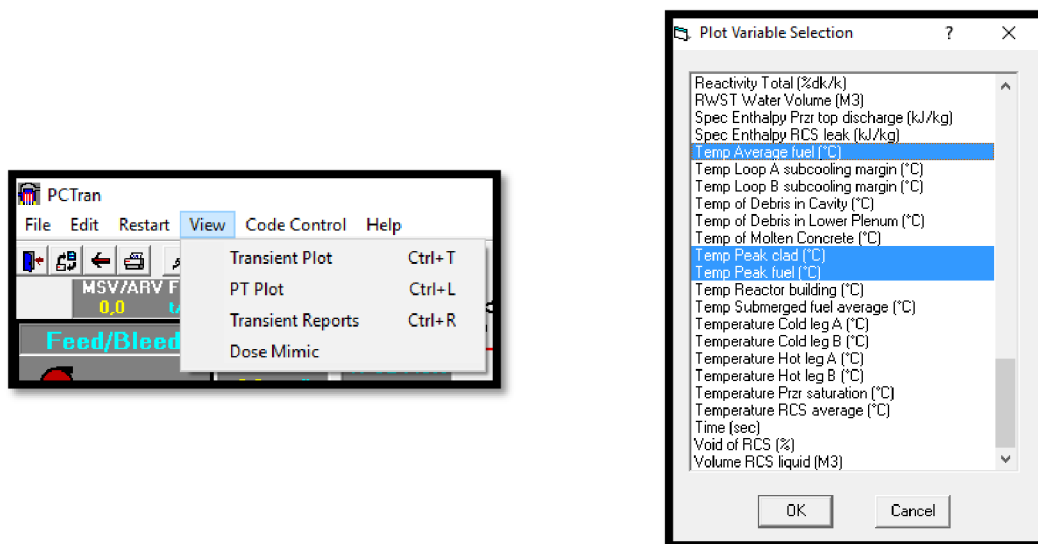 PCTran
File Edit Restart View Code Control Help
MSV/ARV F
0,0
Feed/Bleed
Transient Plot Ctrl+T
PT Plot Ctrl+L
Transient Reports Ctrl+R
Dose Mimic
Plot Variable Selection ? ×
Reactivity Total (%dk/k)
RWST Water Volume (M3)
Spec Enthalpy Przr top discharge (kJ/kg)
Spec Enthalpy RCS leak (kJ/kg)
Temp Average fuel (°C)
Temp Loop A subcooling margin (°C)
Temp Loop B subcooling margin (°C)
Temp of Debris in Cavity (°C)
Temp of Debris in Lower Plenum (°C)
Temp of Molten Concrete (°C)
Temp Peak clad (°C)
Temp Peak fuel (°C)
Temp Reactor building (°C)
Temp Submerged fuel average (°C)
Temperature Cold leg A (°C)
Temperature Cold leg B (°C)
Temperature Hot leg A (°C)
Temperature Hot leg B (°C)
Temperature Przr saturation (°C)
Temperature RCS average (°C)
Time (sec)
Void of RCS (%)
Volume RCS liquid (M3)
OK Cancel